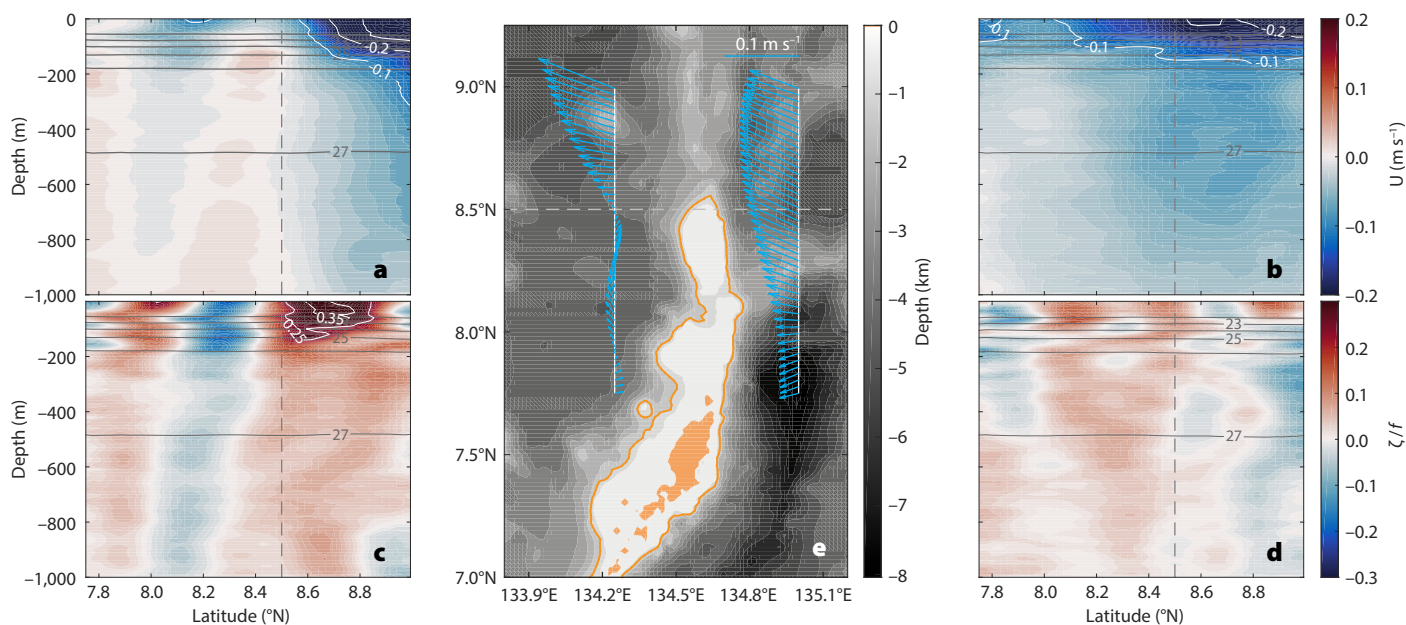 0
−200
−400
−600
−800
−1,000
Depth (m)
-0.2
-0.1
27
a
−200
−400
−600
−800
−1,000
Depth (m)
0.25
0.35
25
27
c
7.8
8.0
8.2
8.4
8.6
8.8
Latitude (°N)
9.0°N
8.5°N
8.0°N
7.5°N
7.0°N
0.1 m s⁻¹
e
133.9°E
134.2°E
134.5°E
134.8°E
135.1°E
0
−1
−2
−3
−4
−5
−6
−7
−8
Depth (km)
-0.1
-0.1
-0.2
-0.1
27
b
23
25
27
d
7.8
8.0
8.2
8.4
8.6
8.8
Latitude (°N)
0.2
0.1
0.0
−0.1
−0.2
U (m s⁻¹)
0.2
0.1
0.0
−0.1
−0.2
−0.3
ζ/f